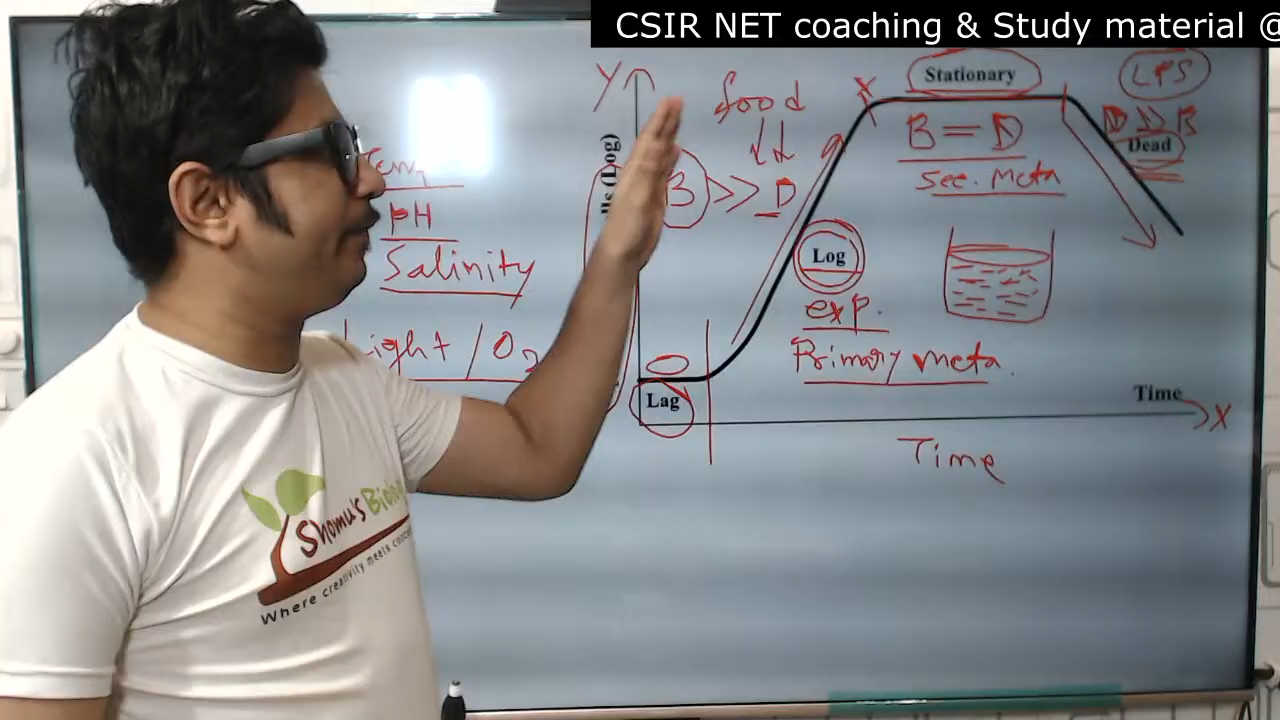 CSIR NET coaching & Study material @
Y
food
Stationary
LPS
B = D
D >> B
Dead
Sec. Meta
B >> D
pH
Salinity
Light / O2
Log
exp.
Primary meta.
O
Lag
Time
X
Time
Shomu's Biology
Where creativity meets